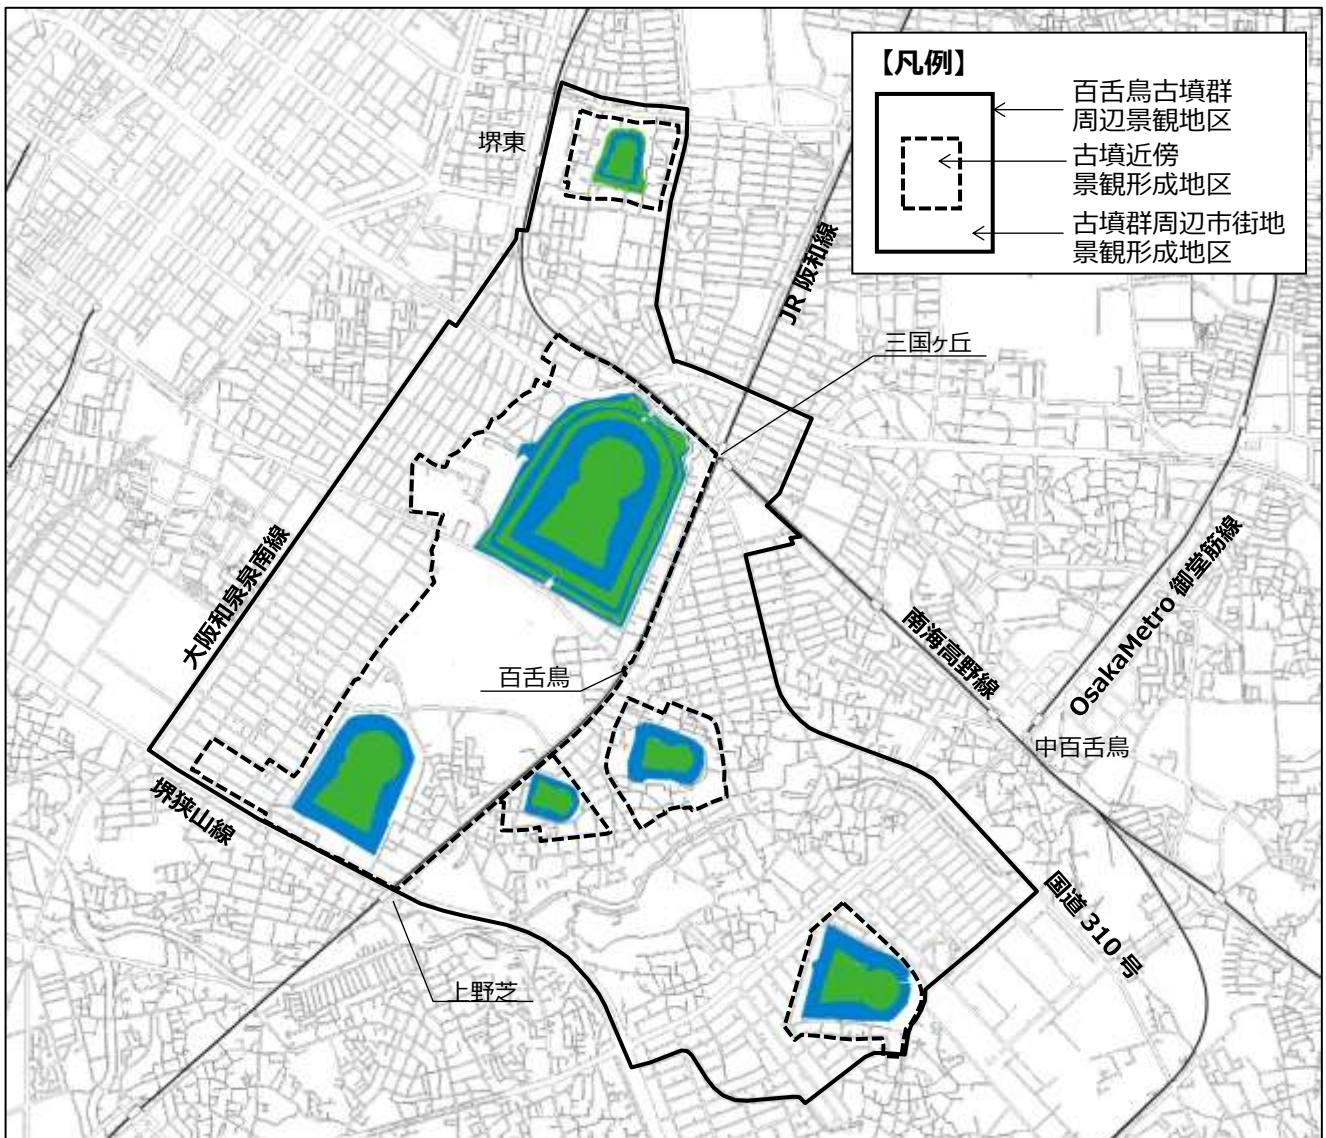 【凡例】
百舌鳥古墳群
周辺景観地区
古墳近傍
景観形成地区
古墳群周辺市街地
景観形成地区
堺東
JR 阪和線
三国ヶ丘
大阪和泉泉南線
OsakaMetro 御堂筋線
南海高野線
百舌鳥
中百舌鳥
堺狭山線
国道 310 号
上野芝